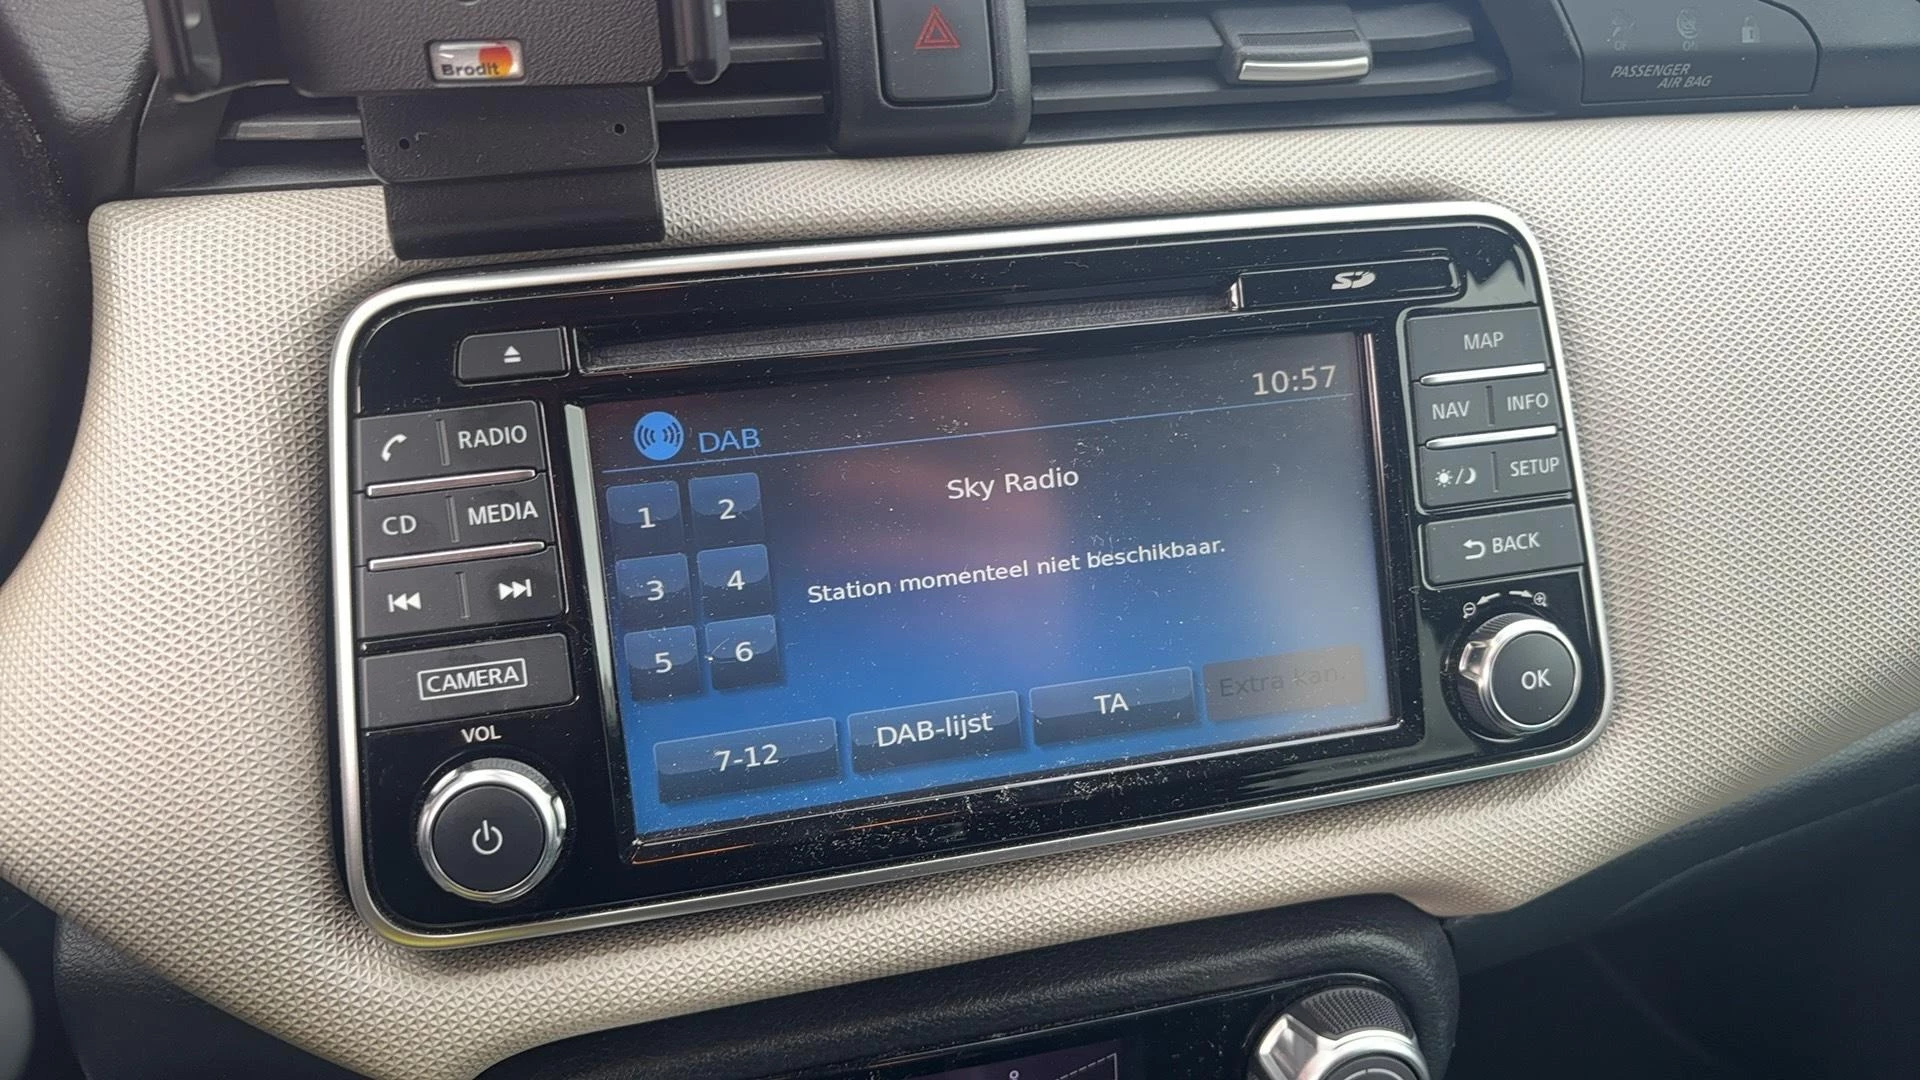 Brodit
OFF
ON
PASSENGER
AIR BAG
SD
MAP
10:57
RADIO
DAB
NAV INFO
Sky Radio
CD MEDIA
1 2
SETUP
Station momenteel niet beschikbaar.
BACK
3 4
CAMERA
5 6
OK
VOL
7-12
DAB-lijst
TA
Extra kan.